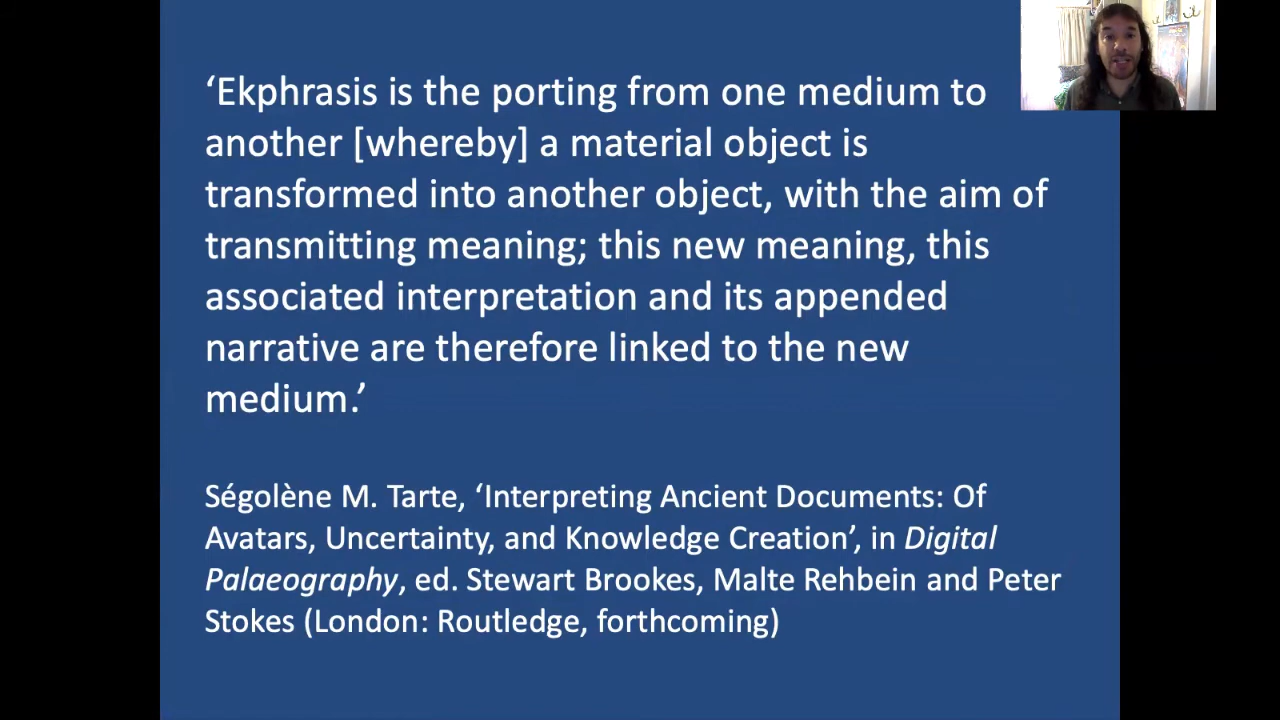 ‘Ekphrasis is the porting from one medium to
another [whereby] a material object is
transformed into another object, with the aim of
transmitting meaning; this new meaning, this
associated interpretation and its appended
narrative are therefore linked to the new
medium.’
Ségolène M. Tarte, ‘Interpreting Ancient Documents: Of
Avatars, Uncertainty, and Knowledge Creation’, in Digital
Palaeography, ed. Stewart Brookes, Malte Rehbein and Peter
Stokes (London: Routledge, forthcoming)